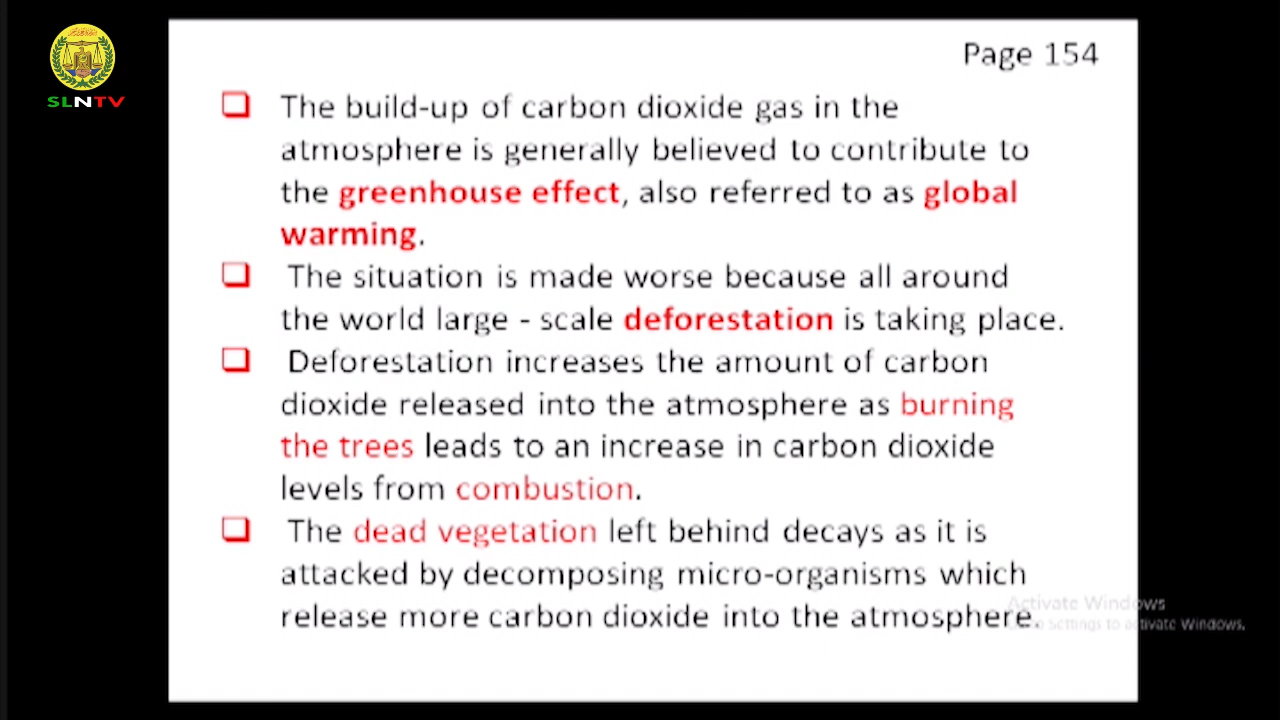 SLNTV
Page 154
The build-up of carbon dioxide gas in the
atmosphere is generally believed to contribute to
the greenhouse effect, also referred to as global
warming.
The situation is made worse because all around
the world large - scale deforestation is taking place.
Deforestation increases the amount of carbon
dioxide released into the atmosphere as burning
the trees leads to an increase in carbon dioxide
levels from combustion.
The dead vegetation left behind decays as it is
attacked by decomposing micro-organisms which
release more carbon dioxide into the atmosphere.
Activate Windows
to activate Windows.